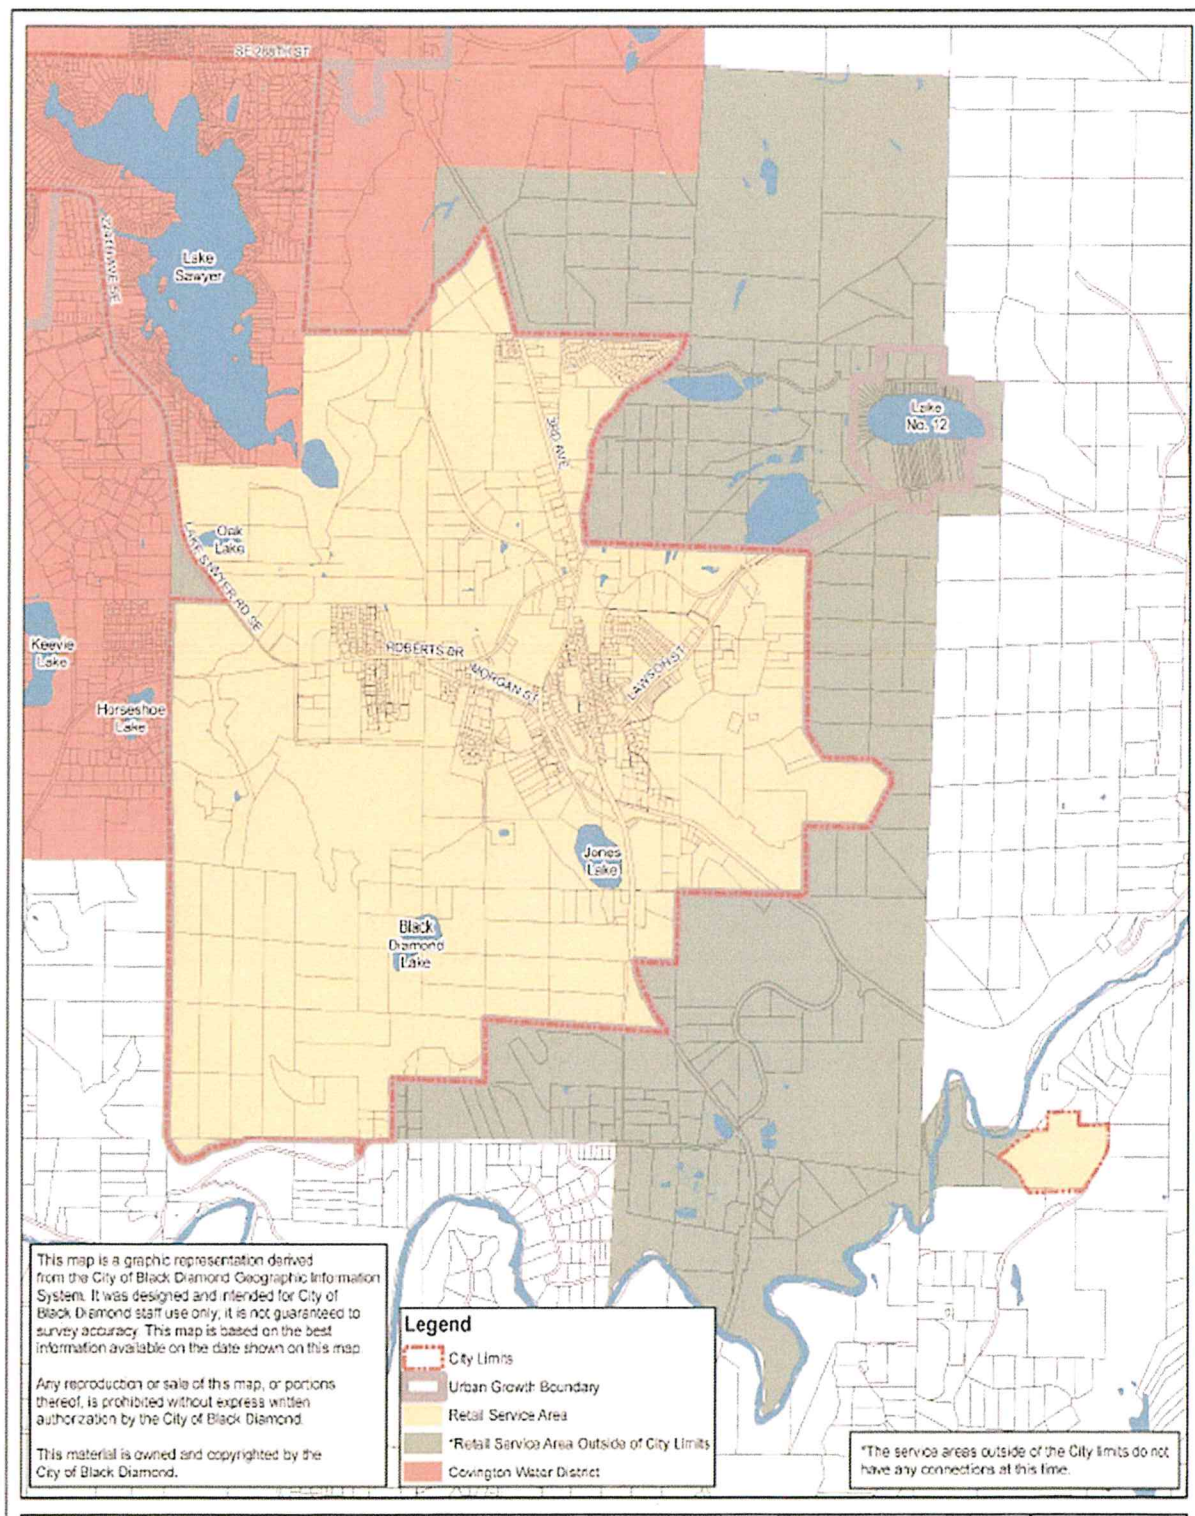 SE 288TH ST
Lake
Sawyer
Lake
No. 12
3RD AVE
Oak
Lake
LAKE SAWYER RD SE
Keevie
Lake
ROBERTS DR
MORGAN ST
LAWSON ST
Horseshoe
Lake
Jones
Lake
Black
Diamond
Lake
This map is a graphic representation derived
from the City of Black Diamond Geographic Information
System. It was designed and intended for City of
Black Diamond staff use only; it is not guaranteed to
survey accuracy. This map is based on the best
information available on the date shown on this map.
Any reproduction or sale of this map, or portions
thereof, is prohibited without express written
authorization by the City of Black Diamond.
This material is owned and copyrighted by the
City of Black Diamond.
Legend
City Limits
Urban Growth Boundary
Retail Service Area
*Retail Service Area Outside of City Limits
Covington Water District
*The service areas outside of the City limits do not
have any connections at this time.